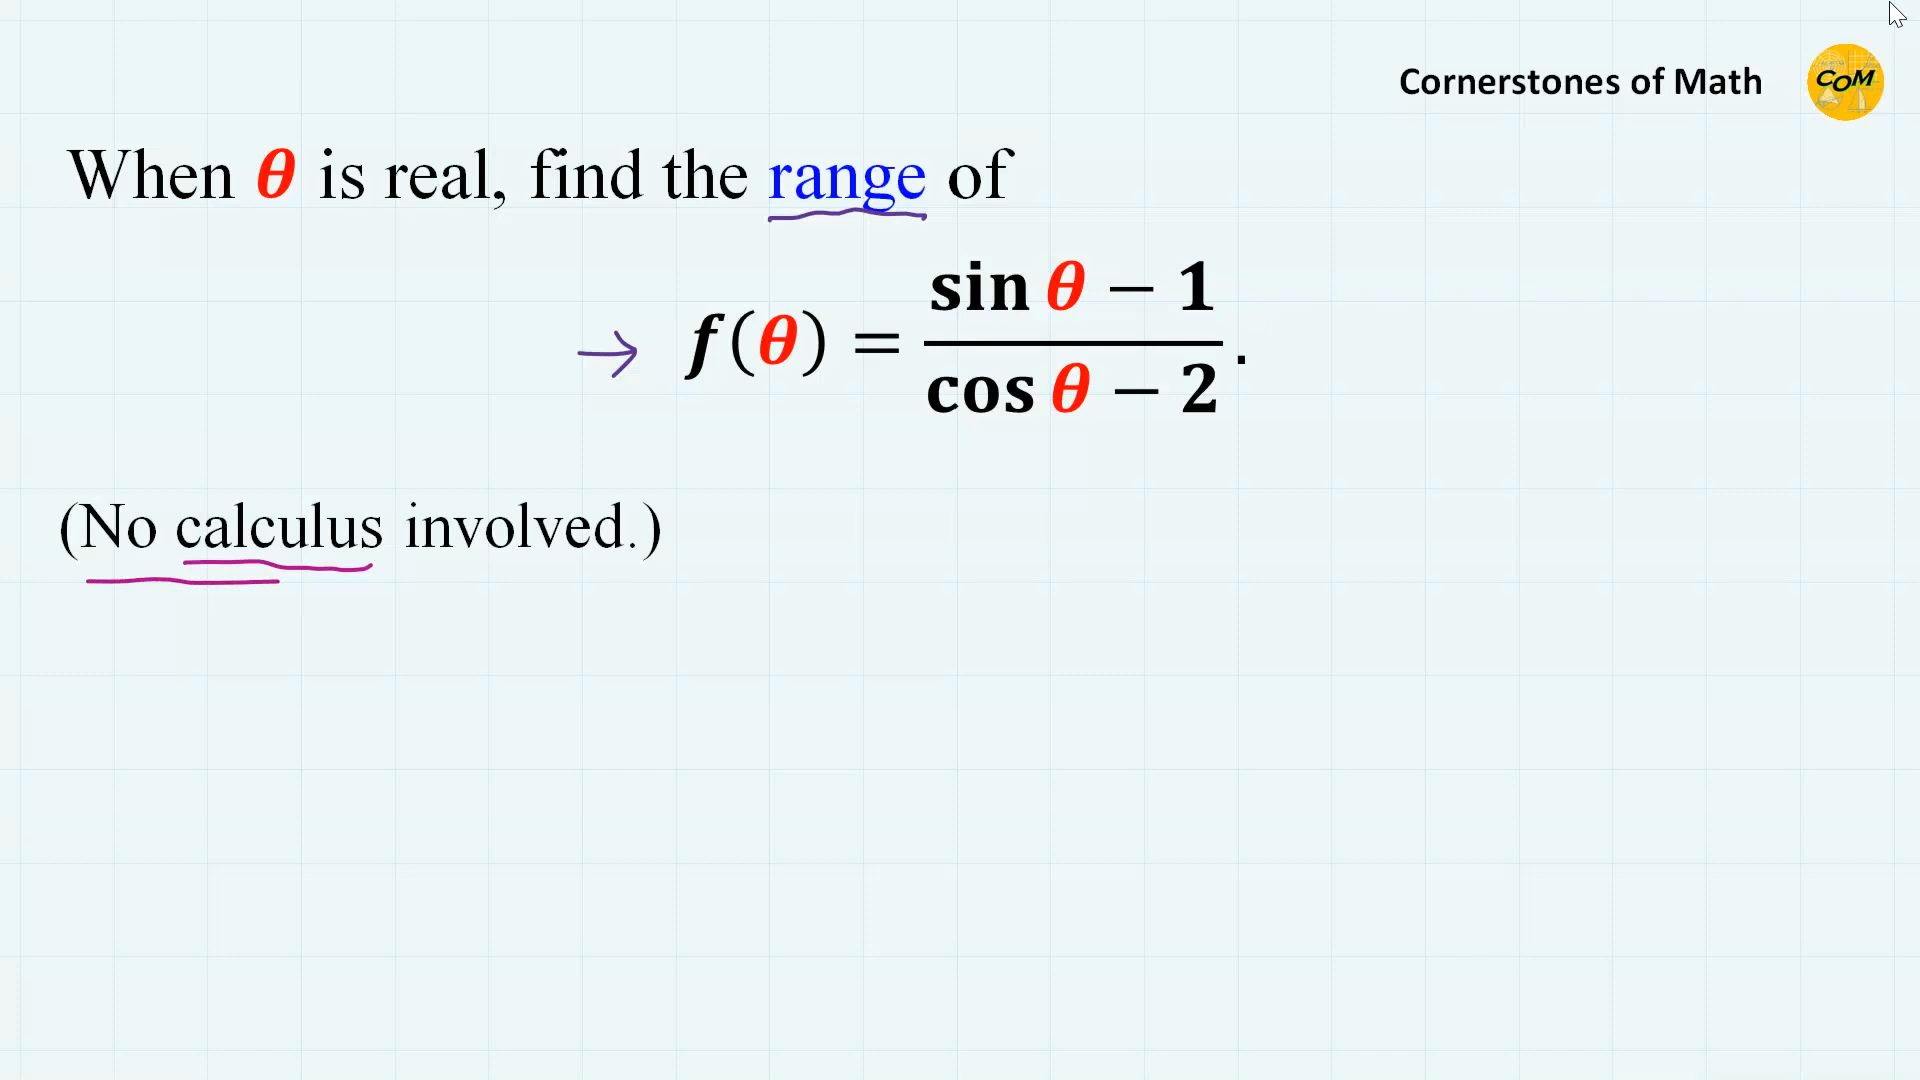 Cornerstones of Math
COM
When θ is real, find the range of
→ f(θ) = (sin θ − 1)/(cos θ − 2).
(No calculus involved.)